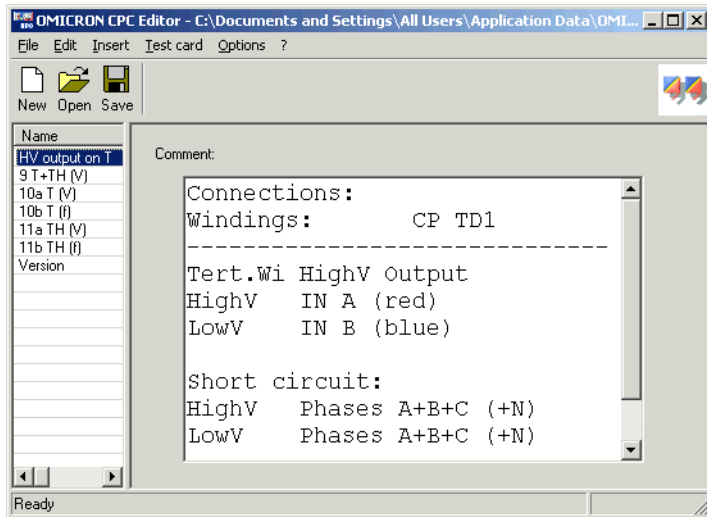 OMICRON CPC Editor - C:\Documents and Settings\All Users\Application Data\OMI...
File Edit Insert Test card Options ?
New Open Save
Name
HV output on T
9 T+TH (V)
10a T (V)
10b T (f)
11a TH (V)
11b TH (f)
Version
Comment:
Connections:
Windings: CP TD1
------------------------------
Tert.Wi HighV Output
HighV IN A (red)
LowV IN B (blue)
Short circuit:
HighV Phases A+B+C (+N)
LowV Phases A+B+C (+N)
Ready